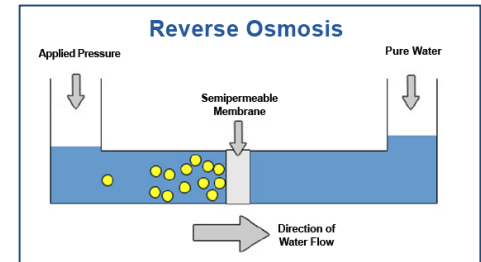 Reverse Osmosis
Applied Pressure
Pure Water
Semipermeable
Membrane
Direction of
Water Flow